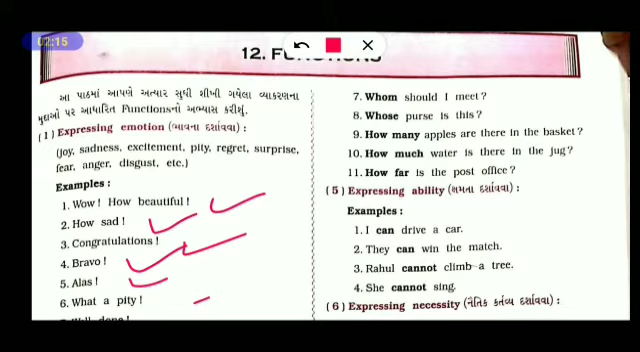 02:15
12. FUNCTIONS
આ પાઠમાં આપણે અત્યાર સુધી શીખી ગયેલા વ્યાકરણના
મુદ્દાઓ પર આધારિત Functionsનો અભ્યાસ કરીશું.
(1) Expressing emotion (ભાવના દર્શાવવા) :
(joy, sadness, excitement, pity, regret, surprise,
fear, anger, disgust, etc.)
Examples :
1. Wow! How beautiful!
2. How sad!
3. Congratulations!
4. Bravo!
5. Alas!
6. What a pity!
7. Well done!
7. Whom should I meet?
8. Whose purse is this?
9. How many apples are there in the basket?
10. How much water is there in the jug?
11. How far is the post office?
(5) Expressing ability (ક્ષમતા દર્શાવવા) :
Examples :
1. I can drive a car.
2. They can win the match.
3. Rahul cannot climb a tree.
4. She cannot sing.
(6) Expressing necessity (નૈતિક કર્તવ્ય દર્શાવવા) :